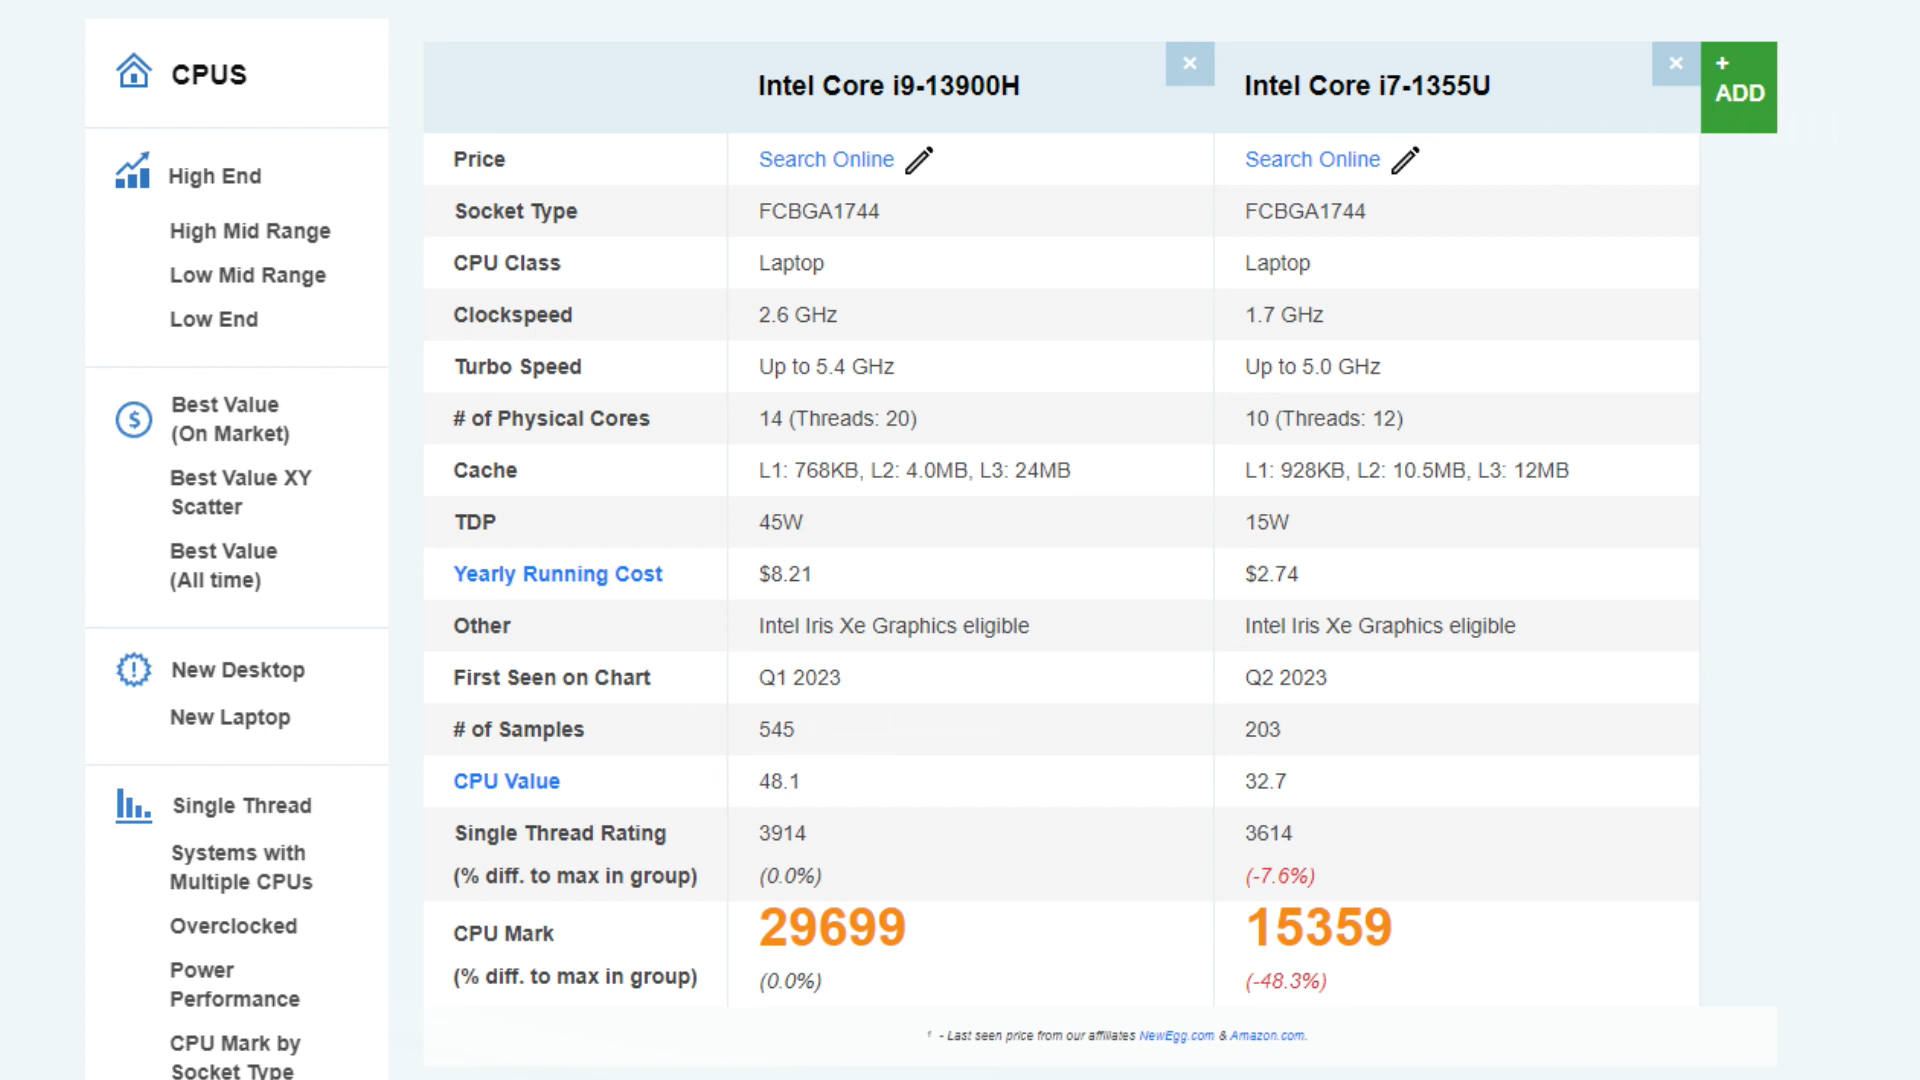 CPUS
High End
High Mid Range
Low Mid Range
Low End
$
Best Value
(On Market)
Best Value XY
Scatter
Best Value
(All time)
New Desktop
New Laptop
Single Thread
Systems with
Multiple CPUs
Overclocked
Power
Performance
CPU Mark by
Socket Type
Intel Core i9-13900H × Intel Core i7-1355U × + ADD
Price Search Online Search Online
Socket Type FCBGA1744 FCBGA1744
CPU Class Laptop Laptop
Clockspeed 2.6 GHz 1.7 GHz
Turbo Speed Up to 5.4 GHz Up to 5.0 GHz
# of Physical Cores 14 (Threads: 20) 10 (Threads: 12)
Cache L1: 768KB, L2: 4.0MB, L3: 24MB L1: 928KB, L2: 10.5MB, L3: 12MB
TDP 45W 15W
Yearly Running Cost $8.21 $2.74
Other Intel Iris Xe Graphics eligible Intel Iris Xe Graphics eligible
First Seen on Chart Q1 2023 Q2 2023
# of Samples 545 203
CPU Value 48.1 32.7
Single Thread Rating 3914 3614
(% diff. to max in group) (0.0%) (-7.6%)
CPU Mark 29699 15359
(% diff. to max in group) (0.0%) (-48.3%)
¹ - Last seen price from our affiliates NewEgg.com & Amazon.com.